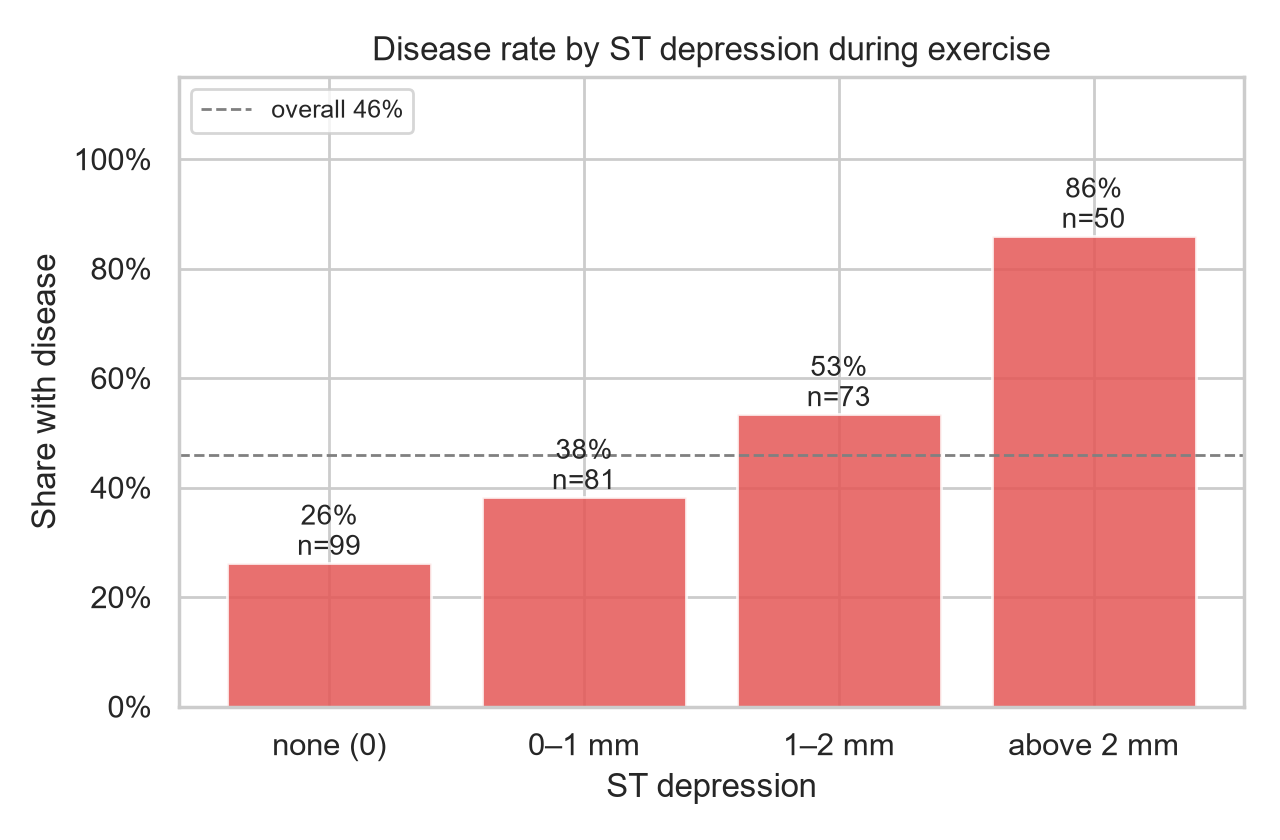 Disease rate by ST depression during exercise
overall 46%
Share with disease
100%
80%
60%
40%
20%
0%
26%
n=99
38%
n=81
53%
n=73
86%
n=50
none (0)
0–1 mm
1–2 mm
above 2 mm
ST depression